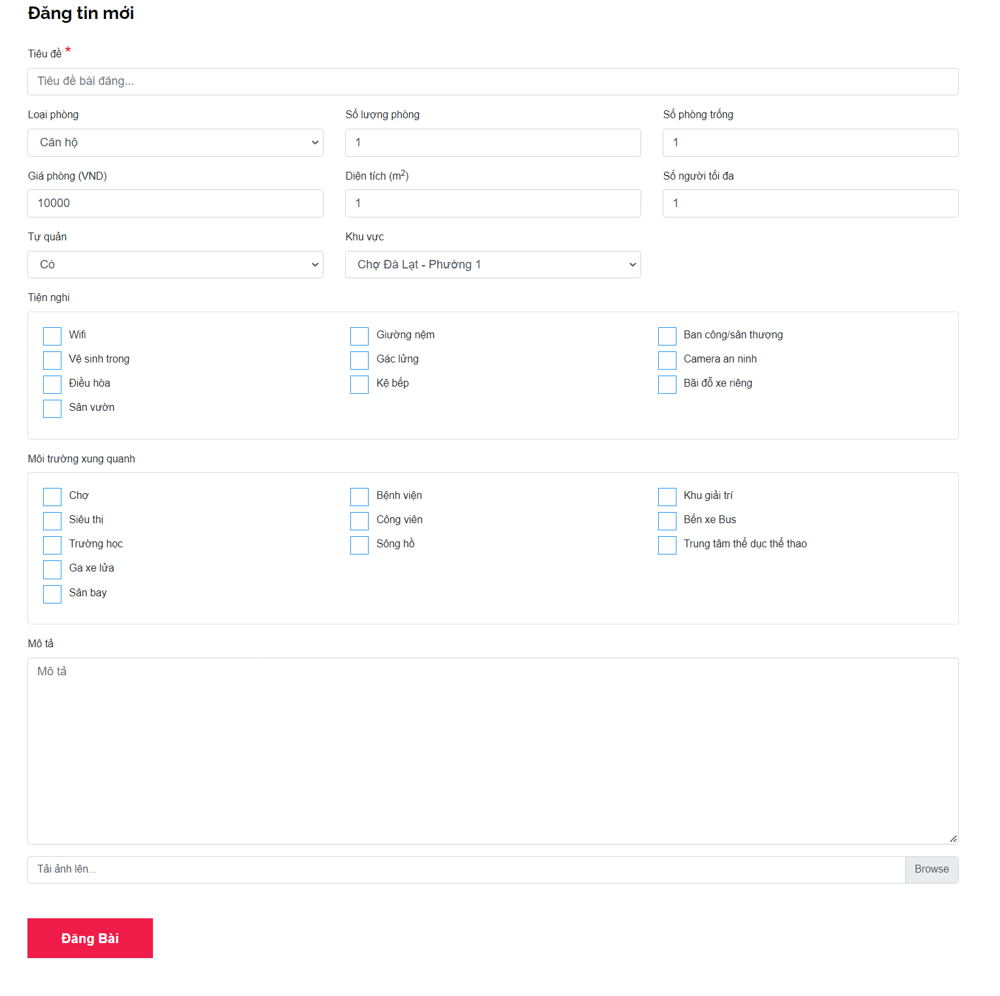 Đăng tin mới
Tiêu đề *
Tiêu đề bài đăng...
Loại phòng Số lượng phòng Số phòng trống
Căn hộ 1 1
Giá phòng (VND) Diện tích (m²) Số người tối đa
10000 1 1
Tự quản Khu vực
Có Chợ Đà Lạt - Phường 1
Tiện nghi
Wifi Giường nệm Ban công/sân thượng
Vệ sinh trong Gác lửng Camera an ninh
Điều hòa Kệ bếp Bãi đỗ xe riêng
Sân vườn
Môi trường xung quanh
Chợ Bệnh viện Khu giải trí
Siêu thị Công viên Bến xe Bus
Trường học Sông hồ Trung tâm thể dục thể thao
Ga xe lửa
Sân bay
Mô tả
Mô tả
Tải ảnh lên... Browse
Đăng Bài